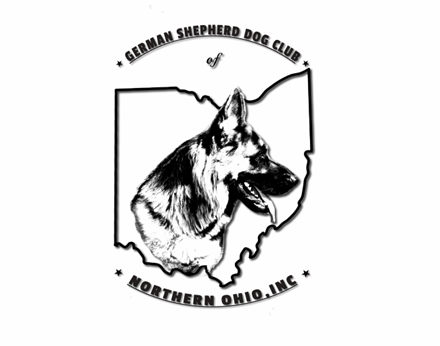 GERMAN SHEPHERD DOG CLUB
of
NORTHERN OHIO, INC